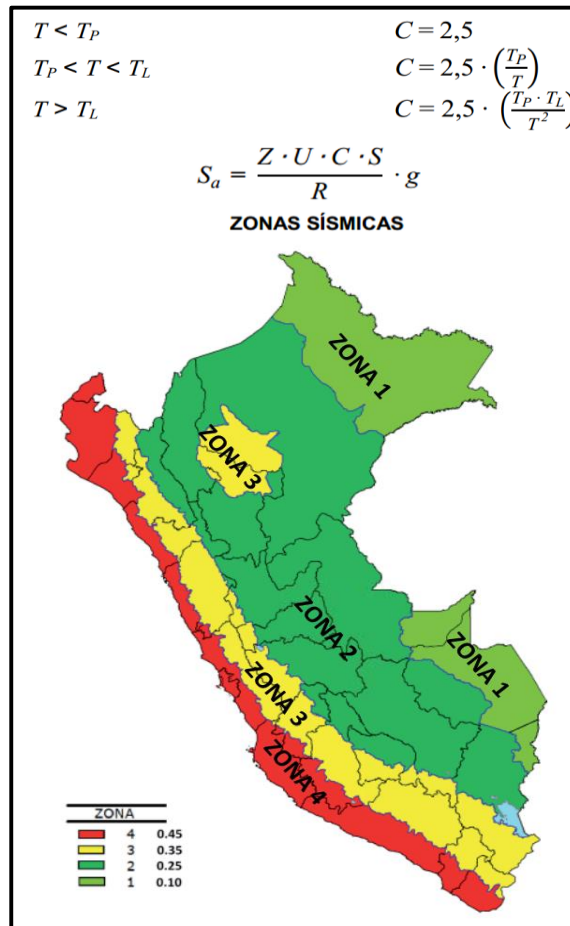 T < T_P C = 2,5
T_P < T < T_L C = 2,5 · (T_P / T)
T > T_L C = 2,5 · (T_P · T_L / T²)
S_a = Z · U · C · S / R · g
ZONAS SÍSMICAS
ZONA 1
ZONA 3
ZONA 2
ZONA 1
ZONA 3
ZONA 4
ZONA
4 0.45
3 0.35
2 0.25
1 0.10